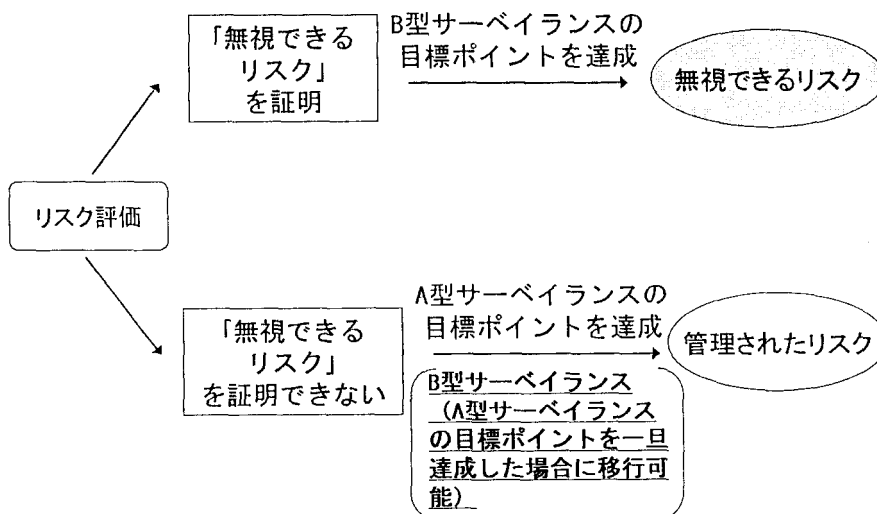 「無視できる
リスク」
を証明
B型サーベイランスの
目標ポイントを達成
無視できるリスク
リスク評価
「無視できる
リスク」
を証明できない
A型サーベイランスの
目標ポイントを達成
管理されたリスク
B型サーベイランス
（A型サーベイランス
の目標ポイントを一旦
達成した場合に移行可
能）